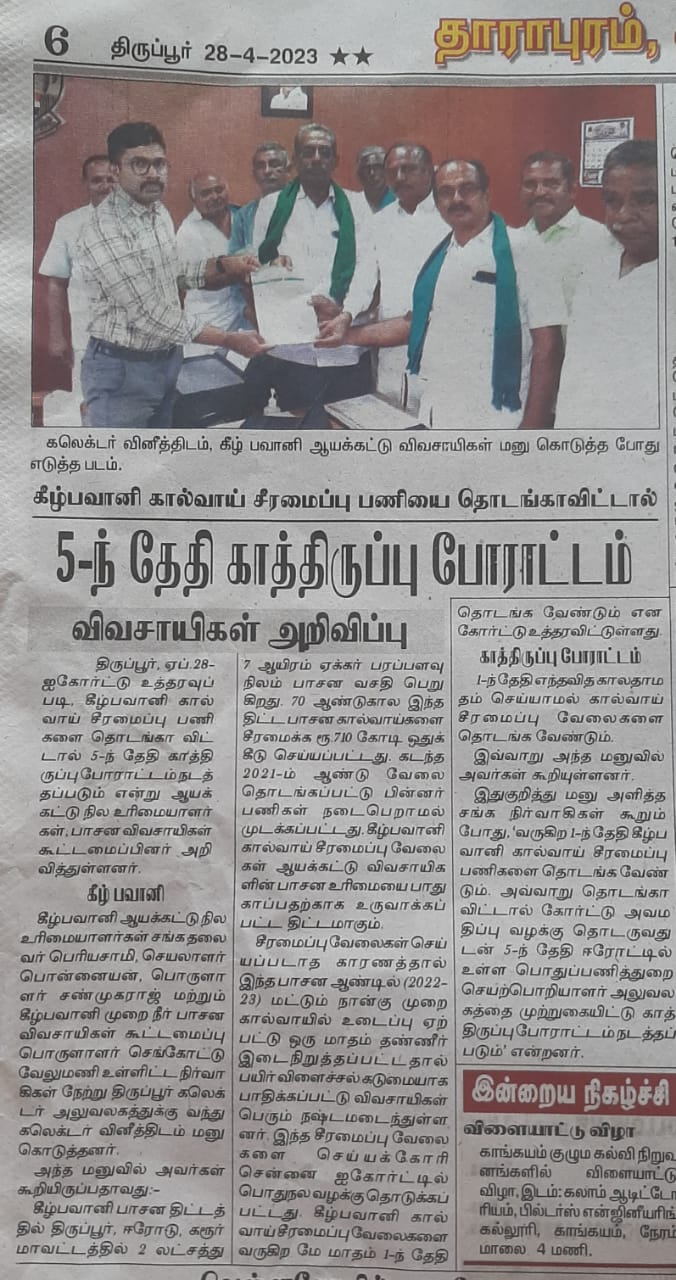 6
திருப்பூர் 28-4-2023 ★★
தாராபுரம்,
கலெக்டர் வினீத்திடம், கீழ் பவானி ஆயக்கட்டு விவசாயிகள் மனு கொடுத்த போது
எடுத்த படம்.
கீழ்பவானி கால்வாய் சீரமைப்பு பணியை தொடங்காவிட்டால்
5-ந் தேதி காத்திருப்பு போராட்டம்
விவசாயிகள் அறிவிப்பு
திருப்பூர், ஏப்.28-
ஐகோர்ட்டு உத்தரவுப்
படி, கீழ்பவானி கால்
வாய் சீரமைப்பு பணி
களை தொடங்கா விட்
டால் 5-ந் தேதி காத்தி
ருப்பு போராட்டம் நடத்
தப்படும் என்று ஆயக்
கட்டு நில உரிமையாளர்
கள், பாசன விவசாயிகள்
கூட்டமைப்பினர் அறி
வித்துள்ளனர்.
கீழ் பவானி
கீழ்பவானி ஆயக்கட்டு நில
உரிமையாளர்கள் சங்க தலை
வர் பெரியசாமி, செயலாளர்
பொன்னையன், பொருளா
ளர் சண்முகராஜ் மற்றும்
கீழ்பவானி முறை நீர் பாசன
விவசாயிகள் கூட்டமைப்பு
பொருளாளர் செங்கோட்டு
வேலுமணி உள்ளிட்ட நிர்வா
கிகள் நேற்று திருப்பூர் கலெக்
டர் அலுவலகத்துக்கு வந்து
கலெக்டர் வினீத்திடம் மனு
கொடுத்தனர்.
அந்த மனுவில் அவர்கள்
கூறியிருப்பதாவது:-
கீழ்பவானி பாசன திட்டத்
தில் திருப்பூர், ஈரோடு, கரூர்
மாவட்டத்தில் 2 லட்சத்து
7 ஆயிரம் ஏக்கர் பரப்பளவு
நிலம் பாசன வசதி பெறு
கிறது. 70 ஆண்டுகால இந்த
திட்ட பாசன கால்வாய்களை
சீரமைக்க ரூ.710 கோடி ஒதுக்
கீடு செய்யப்பட்டது. கடந்த
2021-ம் ஆண்டு வேலை
தொடங்கப்பட்டு பின்னர்
பணிகள் நடைபெறாமல்
முடக்கப்பட்டது. கீழ்பவானி
கால்வாய் சீரமைப்பு வேலை
கள் ஆயக்கட்டு விவசாயிக
ளின் பாசன உரிமையை பாது
காப்பதற்காக உருவாக்கப்
பட்ட திட்டமாகும்.
சீரமைப்பு வேலைகள் செய்
யப்படாத காரணத்தால்
இந்த பாசன ஆண்டில் (2022-
23) மட்டும் நான்கு முறை
கால்வாயில் உடைப்பு ஏற்
பட்டு ஒரு மாதம் தண்ணீர்
இடைநிறுத்தப்பட்டதால்
பயிர் விளைச்சல் கடுமையாக
பாதிக்கப்பட்டு விவசாயிகள்
பெரும் நஷ்டமடைந்துள்ள
னர். இந்த சீரமைப்பு வேலை
களை செய்யக்கோரி
சென்னை ஐகோர்ட்டில்
பொதுநல வழக்கு தொடுக்கப்
பட்டது. கீழ்பவானி கால்
வாய் சீரமைப்பு வேலைகளை
வருகிற மே மாதம் 1-ந் தேதி
தொடங்க வேண்டும் என
கோர்ட்டு உத்தரவிட்டுள்ளது.
காத்திருப்பு போராட்டம்
1-ந் தேதி எந்தவித காலதாம
தம் செய்யாமல் கால்வாய்
சீரமைப்பு வேலைகளை
தொடங்க வேண்டும்.
இவ்வாறு அந்த மனுவில்
அவர்கள் கூறியுள்ளனர்.
இதுகுறித்து மனு அளித்த
சங்க நிர்வாகிகள் கூறும்
போது, 'வருகிற 1-ந் தேதி கீழ்ப
வானி கால்வாய் சீரமைப்பு
பணிகளை தொடங்க வேண்
டும். அவ்வாறு தொடங்கா
விட்டால் கோர்ட்டு அவம
திப்பு வழக்கு தொடருவது
டன் 5-ந் தேதி ஈரோட்டில்
உள்ள பொதுப்பணித்துறை
செயற்பொறியாளர் அலுவல
கத்தை முற்றுகையிட்டு காத்
திருப்பு போராட்டம் நடத்தப்
படும்' என்றனர்.
இன்றைய நிகழ்ச்சி
விளையாட்டு விழா
காங்கயம் குழும கல்வி நிறுவ
னங்களில் விளையாட்டு
விழா, இடம்: கலாம் ஆடிட்டோ
ரியம், பில்டர்ஸ் என்ஜினீயரிங்
கல்லூரி, காங்கயம், நேரம்
மாலை 4 மணி.